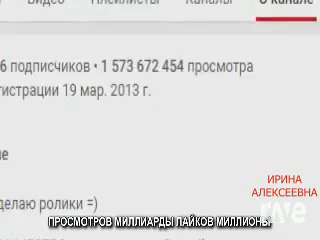 Видео Плейлисты Каналы О канале
6 подписчиков • 1 573 672 454 просмотра
гистрации 19 мар. 2013 г.
ие
делаю ролики =)
ИРИНА
АЛЕКСЕЕВНА
ПРОСМОТРОВ МИЛЛИАРДЫ ЛАЙКОВ МИЛЛИОНЫ
rave